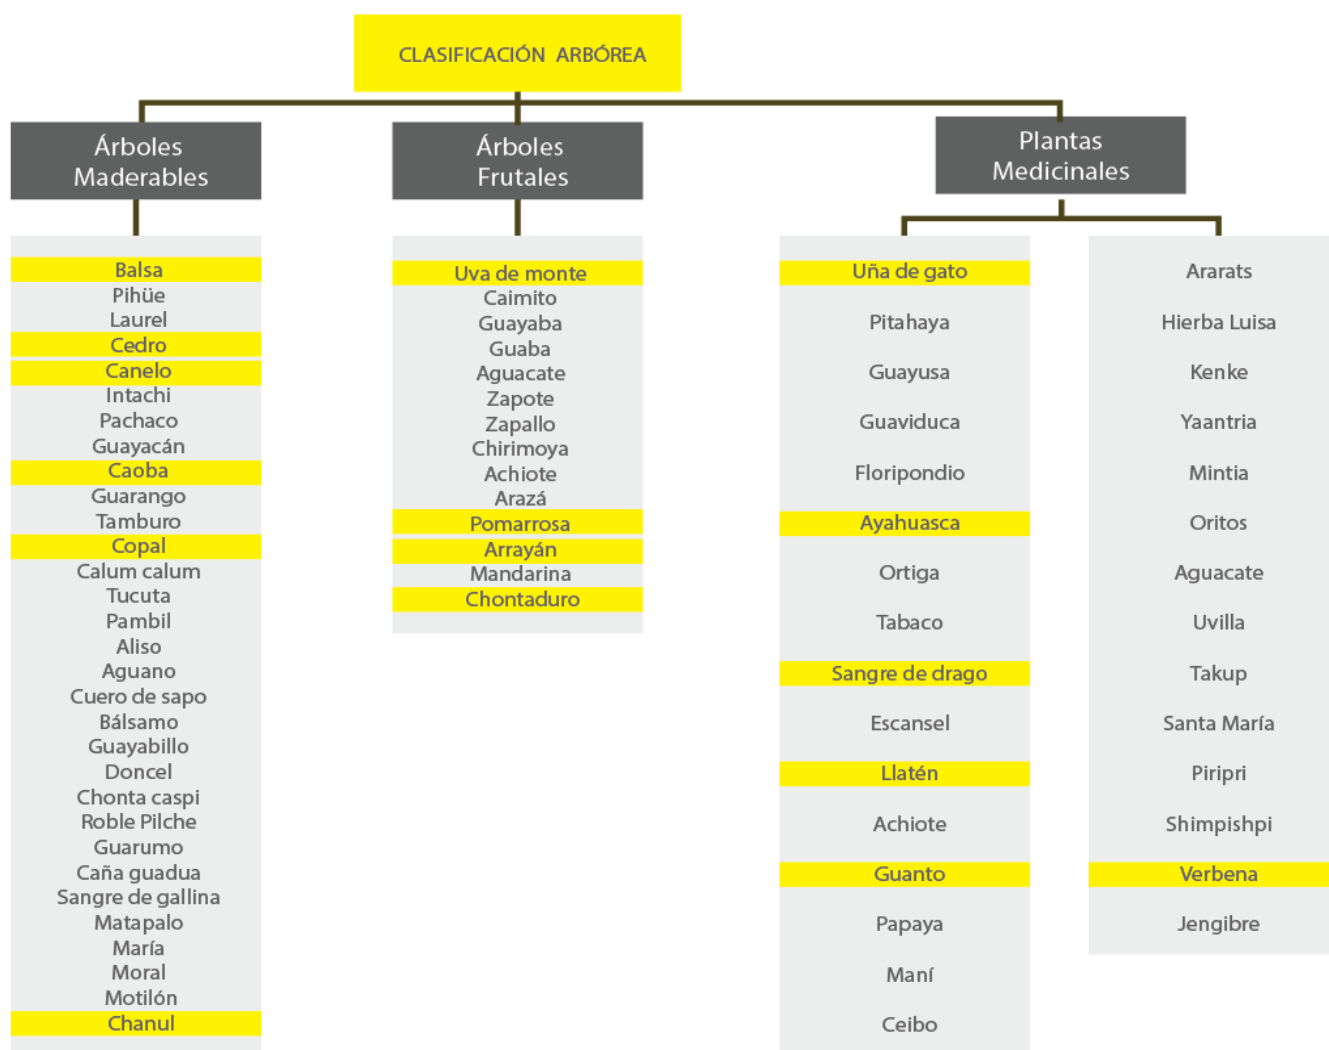 CLASIFICACIÓN ARBÓREA
Árboles
Maderables
Balsa
Pihüe
Laurel
Cedro
Canelo
Intachi
Pachaco
Guayacán
Caoba
Guarango
Tamburo
Copal
Calum calum
Tucuta
Pambil
Aliso
Aguano
Cuero de sapo
Bálsamo
Guayabillo
Doncel
Chonta caspi
Roble Pilche
Guarumo
Caña guadua
Sangre de gallina
Matapalo
María
Moral
Motilón
Chanul
Árboles
Frutales
Uva de monte
Caimito
Guayaba
Guaba
Aguacate
Zapote
Zapallo
Chirimoya
Achiote
Arazá
Pomarrosa
Arrayán
Mandarina
Chontaduro
Plantas
Medicinales
Uña de gato
Pitahaya
Guayusa
Guaviduca
Floripondio
Ayahuasca
Ortiga
Tabaco
Sangre de drago
Escansel
Llatén
Achiote
Guanto
Papaya
Maní
Ceibo
Ararats
Hierba Luisa
Kenke
Yaantria
Mintia
Oritos
Aguacate
Uvilla
Takup
Santa María
Piripri
Shimpishpi
Verbena
Jengibre